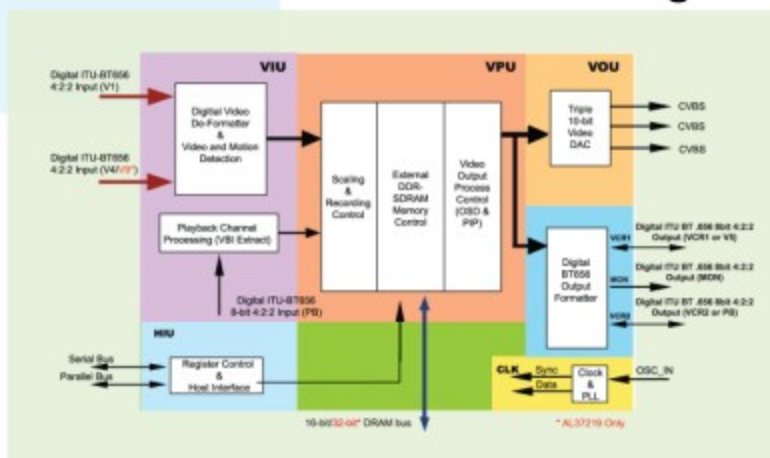 VIU
VPU
VOU
Digital ITU-BT656
4:2:2 Input (V1)
Digital ITU-BT656
4:2:2 Input (V4/V9*)
Digitial Video
De-Formatter
&
Video and Motion
Detection
Playback Channel
Processing (VBI Extract)
Digital ITU-BT656
8-bit 4:2:2 Input (PB)
Scaling
&
Recording
Control
External
DDR-
SDRAM
Memory
Control
Video
Output
Process
Control
(OSD &
PIP)
Triple
10-bit
Video
DAC
CVBS
CVBS
CVBS
Digital
BT656
Output
Formatter
VCR1
Digital ITU BT .656 8bit 4:2:2
Output (VCR1 or V5)
MON
Digital ITU BT .656 8bit 4:2:2
Output (MON)
VCR2
Digital ITU BT .656 8bit 4:2:2
Output (VCR2 or PB)
HIU
Serial Bus
Parallel Bus
Register Control
&
Host Interface
CLK
Sync
Data
Clock
&
PLL
OSC_IN
16-bit/32-bit* DRAM bus
* AL37219 Only